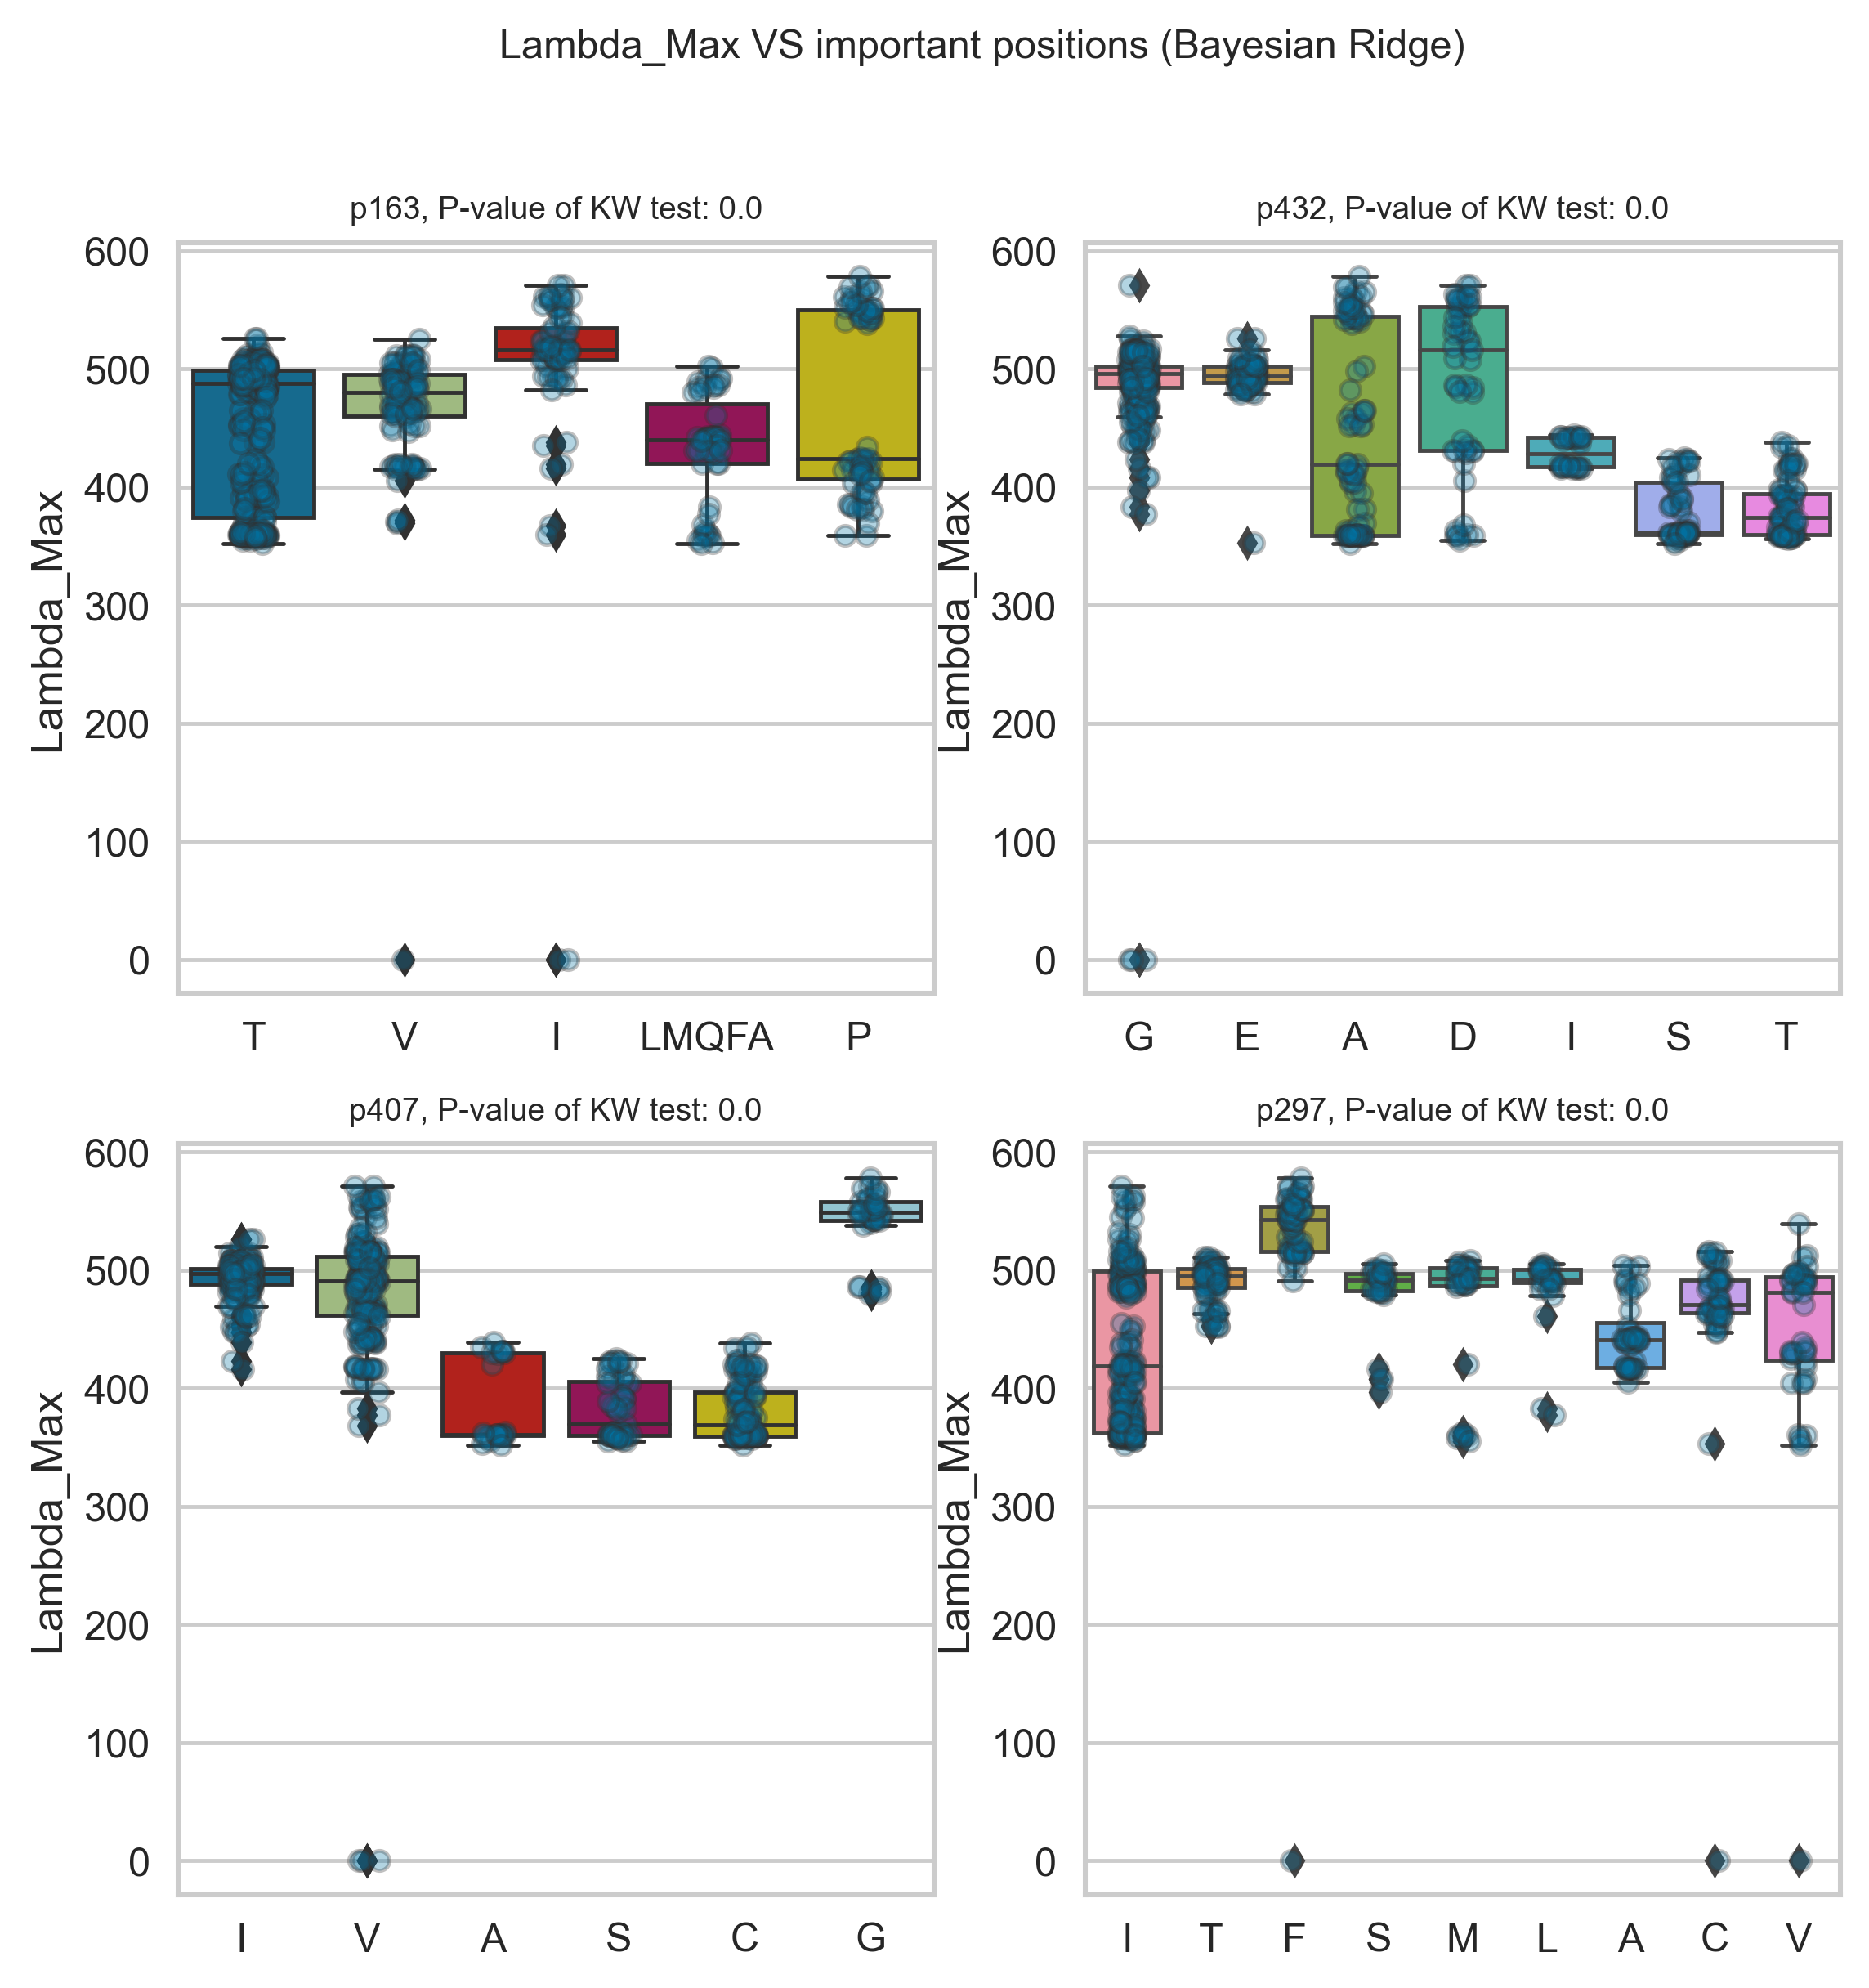 Lambda_Max VS important positions (Bayesian Ridge)
p163, P-value of KW test: 0.0
600
500
400
300
200
100
0
Lambda_Max
T V I LMQFA P
p432, P-value of KW test: 0.0
600
500
400
300
200
100
0
Lambda_Max
G E A D I S T
p407, P-value of KW test: 0.0
600
500
400
300
200
100
0
Lambda_Max
I V A S C G
p297, P-value of KW test: 0.0
600
500
400
300
200
100
0
Lambda_Max
I T F S M L A C V